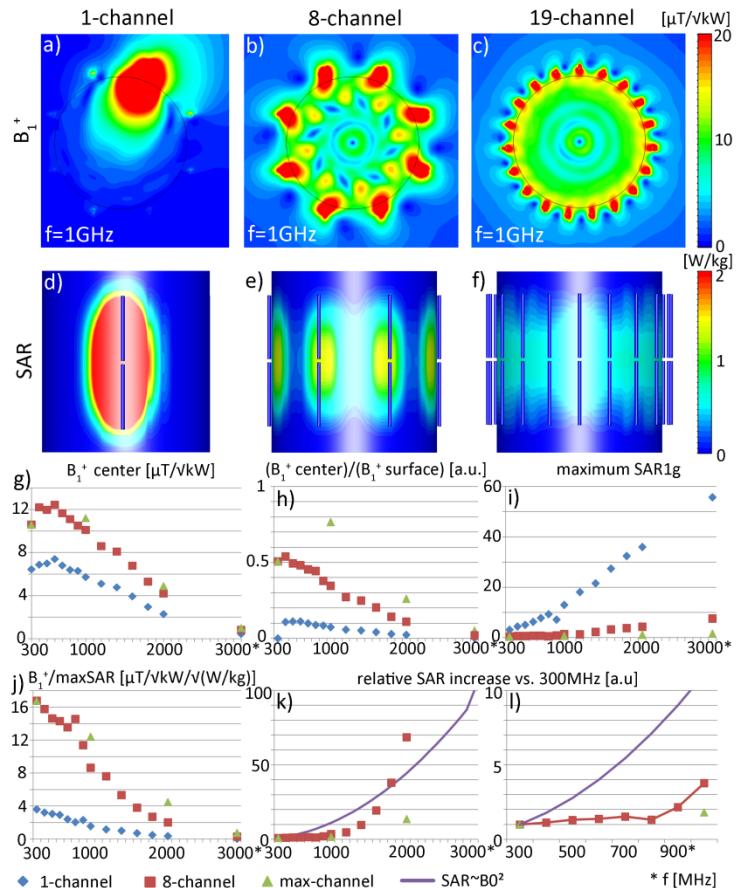 1-channel 8-channel 19-channel [µT/√kW]
a) b) c) 20
B₁⁺
10
f=1GHz f=1GHz f=1GHz
0
[W/kg]
d) e) f) 2
SAR
1
0
g) B₁⁺ center [µT/√kW] (B₁⁺ center)/(B₁⁺ surface) [a.u.] maximum SAR1g
12 8 4 0
300 1000 2000 3000*
h) 1 0.5 0
300 1000 2000 3000*
i) 60 40 20 0
300 1000 2000 3000*
j) B₁⁺/maxSAR [µT/√kW/√(W/kg)] relative SAR increase vs. 300MHz [a.u]
16 12 8 4 0
300 1000 2000 3000*
k) 100 50 0
300 1000 2000 3000*
l) 10 5 0
300 500 700 900*
1-channel 8-channel max-channel SAR~B0² * f [MHz]